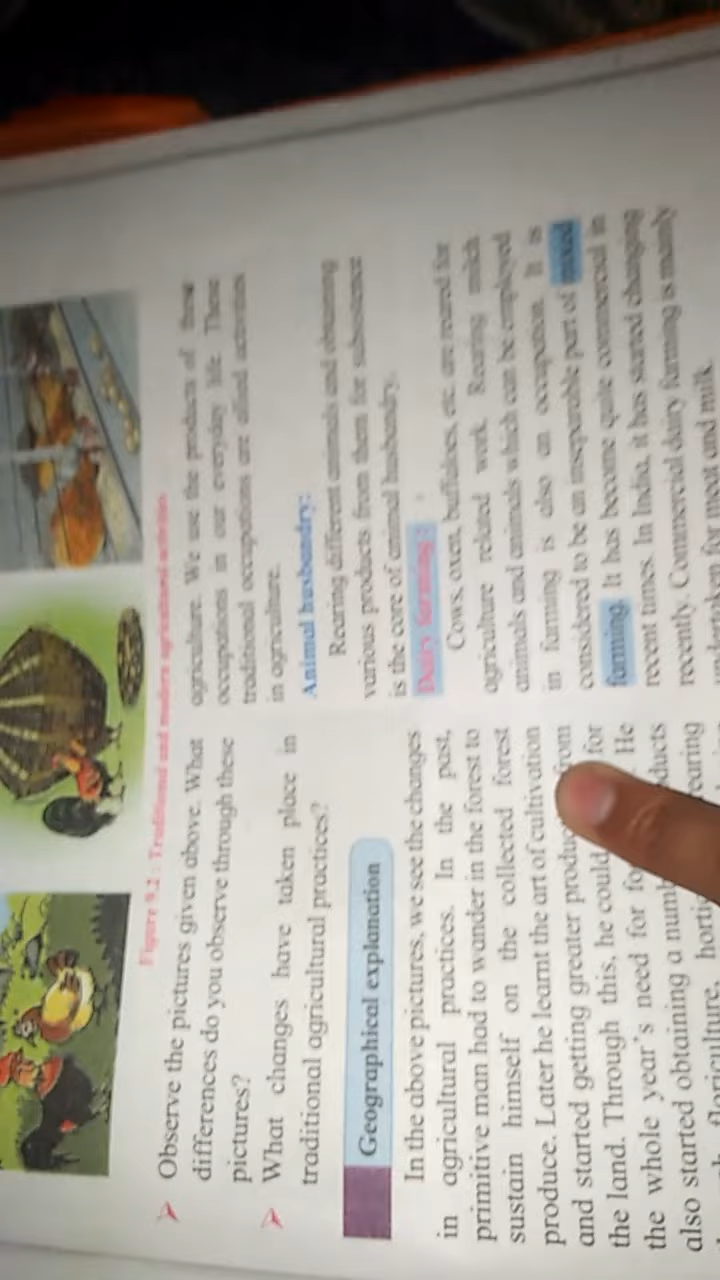 Figure 9.2 : Traditional and modern agricultural activities
Observe the pictures given above. What
differences do you observe through these
pictures?
What changes have taken place in
traditional agricultural practices?
Geographical explanation
In the above pictures, we see the changes
in agricultural practices. In the past,
primitive man had to wander in the forest to
sustain himself on the collected forest
produce. Later he learnt the art of cultivation
and started getting greater from
the land. Through this, he could for
the whole year's need for He
also started obtaining a
floriculture,
agriculture. We use the products of these
occupations in our everyday life. These
traditional occupations are allied activities
in agriculture.
Animal husbandry:
Rearing different animals and obtaining
various products from them for subsistence
is the core of animal husbandry.
Dairy farming :
Cows, oxen, buffaloes, etc. are reared for
agriculture related work. Rearing milch
animals and animals which can be employed
in farming is also an occupation. It is
considered to be an inseparable part of mixed
farming. It has become quite commercial in
recent times. In India, it has started changing
recently. Commercial dairy farming is mainly
undertaken for meat and milk.